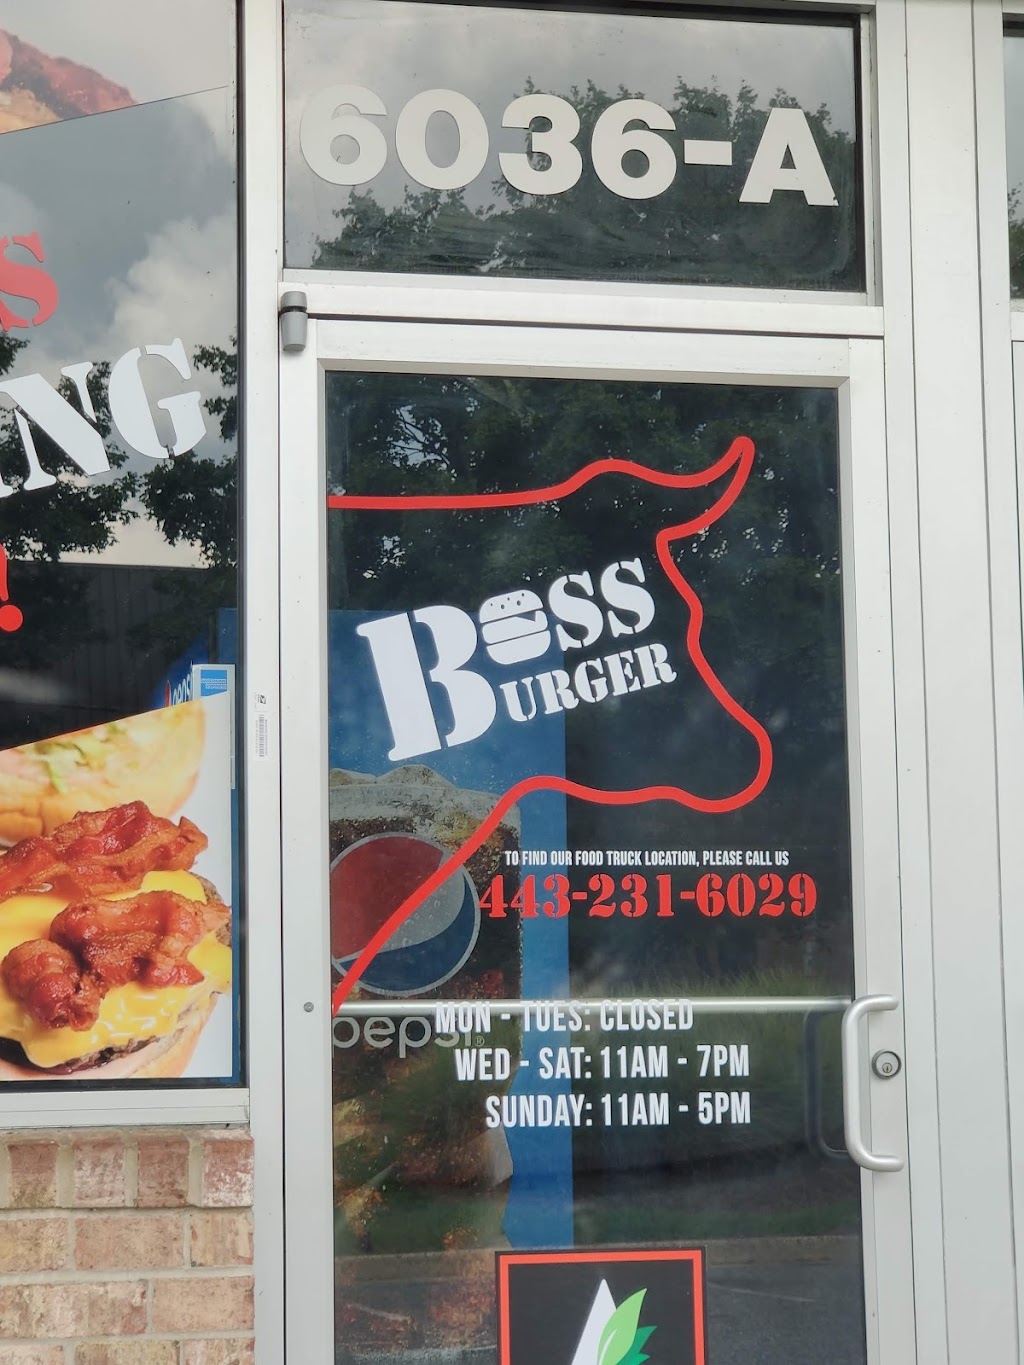 6036-A
S
NG
!
BOSS
BURGER
TO FIND OUR FOOD TRUCK LOCATION, PLEASE CALL US
443-231-6029
pepsi
MON - TUES: CLOSED
WED - SAT: 11AM - 7PM
SUNDAY: 11AM - 5PM